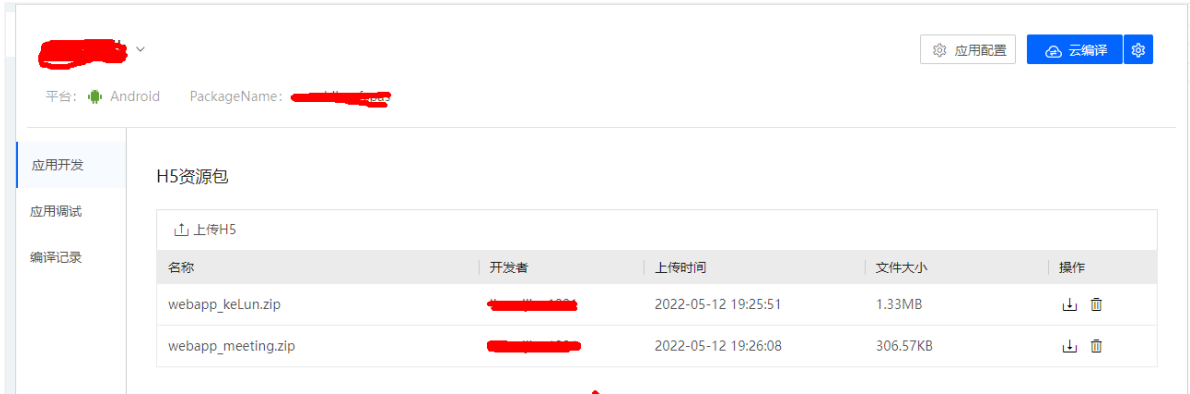 应用配置
云编译
平台： Android PackageName：
应用开发
应用调试
编译记录
H5资源包
上传H5
名称 开发者 上传时间 文件大小 操作
webapp_keLun.zip 2022-05-12 19:25:51 1.33MB
webapp_meeting.zip 2022-05-12 19:26:08 306.57KB